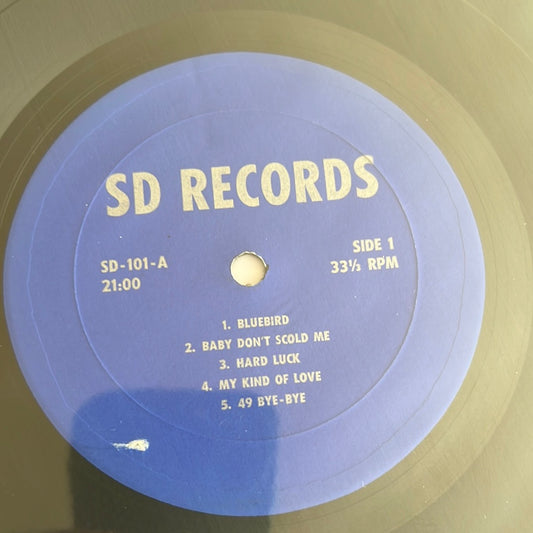 SD RECORDS
SD-101-A
21:00
SIDE 1
33⅓ RPM
1. BLUEBIRD
2. BABY DON'T SCOLD ME
3. HARD LUCK
4. MY KIND OF LOVE
5. 49 BYE-BYE